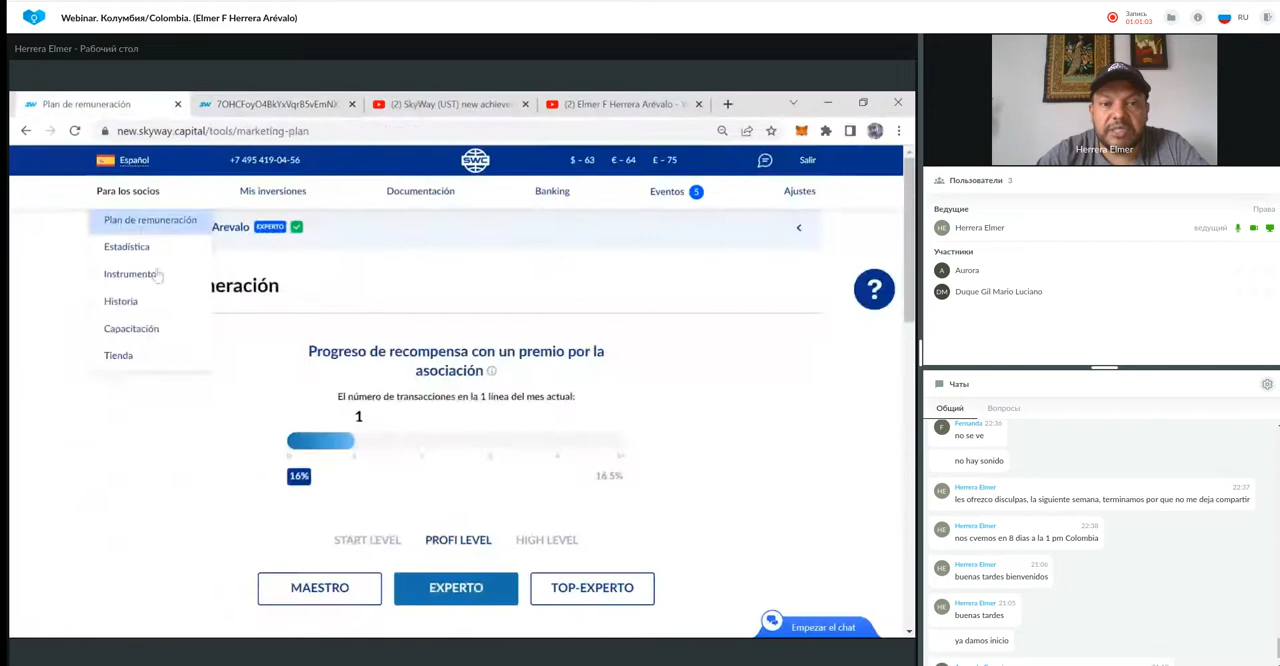 Webinar. Колумбия/Colombia. (Elmer F Herrera Arévalo)
Запись
01:01:03
RU
Herrera Elmer - Рабочий стол
Plan de remuneración
7OHCFoyO4BkYxVqrB5vEmNX
(2) SkyWay (UST) new achieve
(2) Elmer F Herrera Arévalo -
new.skyway.capital/tools/marketing-plan
Español
+7 495 419-04-56
SWC
$ - 63
€ - 64
£ - 75
Salir
Para los socios
Mis inversiones
Documentación
Banking
Eventos 5
Ajustes
Plan de remuneración
Estadística
Instrumento
Historia
Capacitación
Tienda
Arevalo
EXPERTO
neración
?
Progreso de recompensa con un premio por la
asociación
El número de transacciones en la 1 línea del mes actual:
1
16%
16.5%
START LEVEL
PROFI LEVEL
HIGH LEVEL
MAESTRO
EXPERTO
TOP-EXPERTO
Empezar el chat
Herrera Elmer
Пользователи 3
Ведущие
Права
HE
Herrera Elmer
ведущий
Участники
A
Aurora
DM
Duque Gil Mario Luciano
Чаты
Общий
Вопросы
F
Fernanda 22:36
no se ve
no hay sonido
HE
Herrera Elmer 22:37
les ofrezco disculpas, la siguiente semana, terminamos por que no me deja compartir
HE
Herrera Elmer 22:38
nos cvemos en 8 dias a la 1 pm Colombia
HE
Herrera Elmer 21:06
buenas tardes bienvenidos
HE
Herrera Elmer 21:05
buenas tardes
ya damos inicio